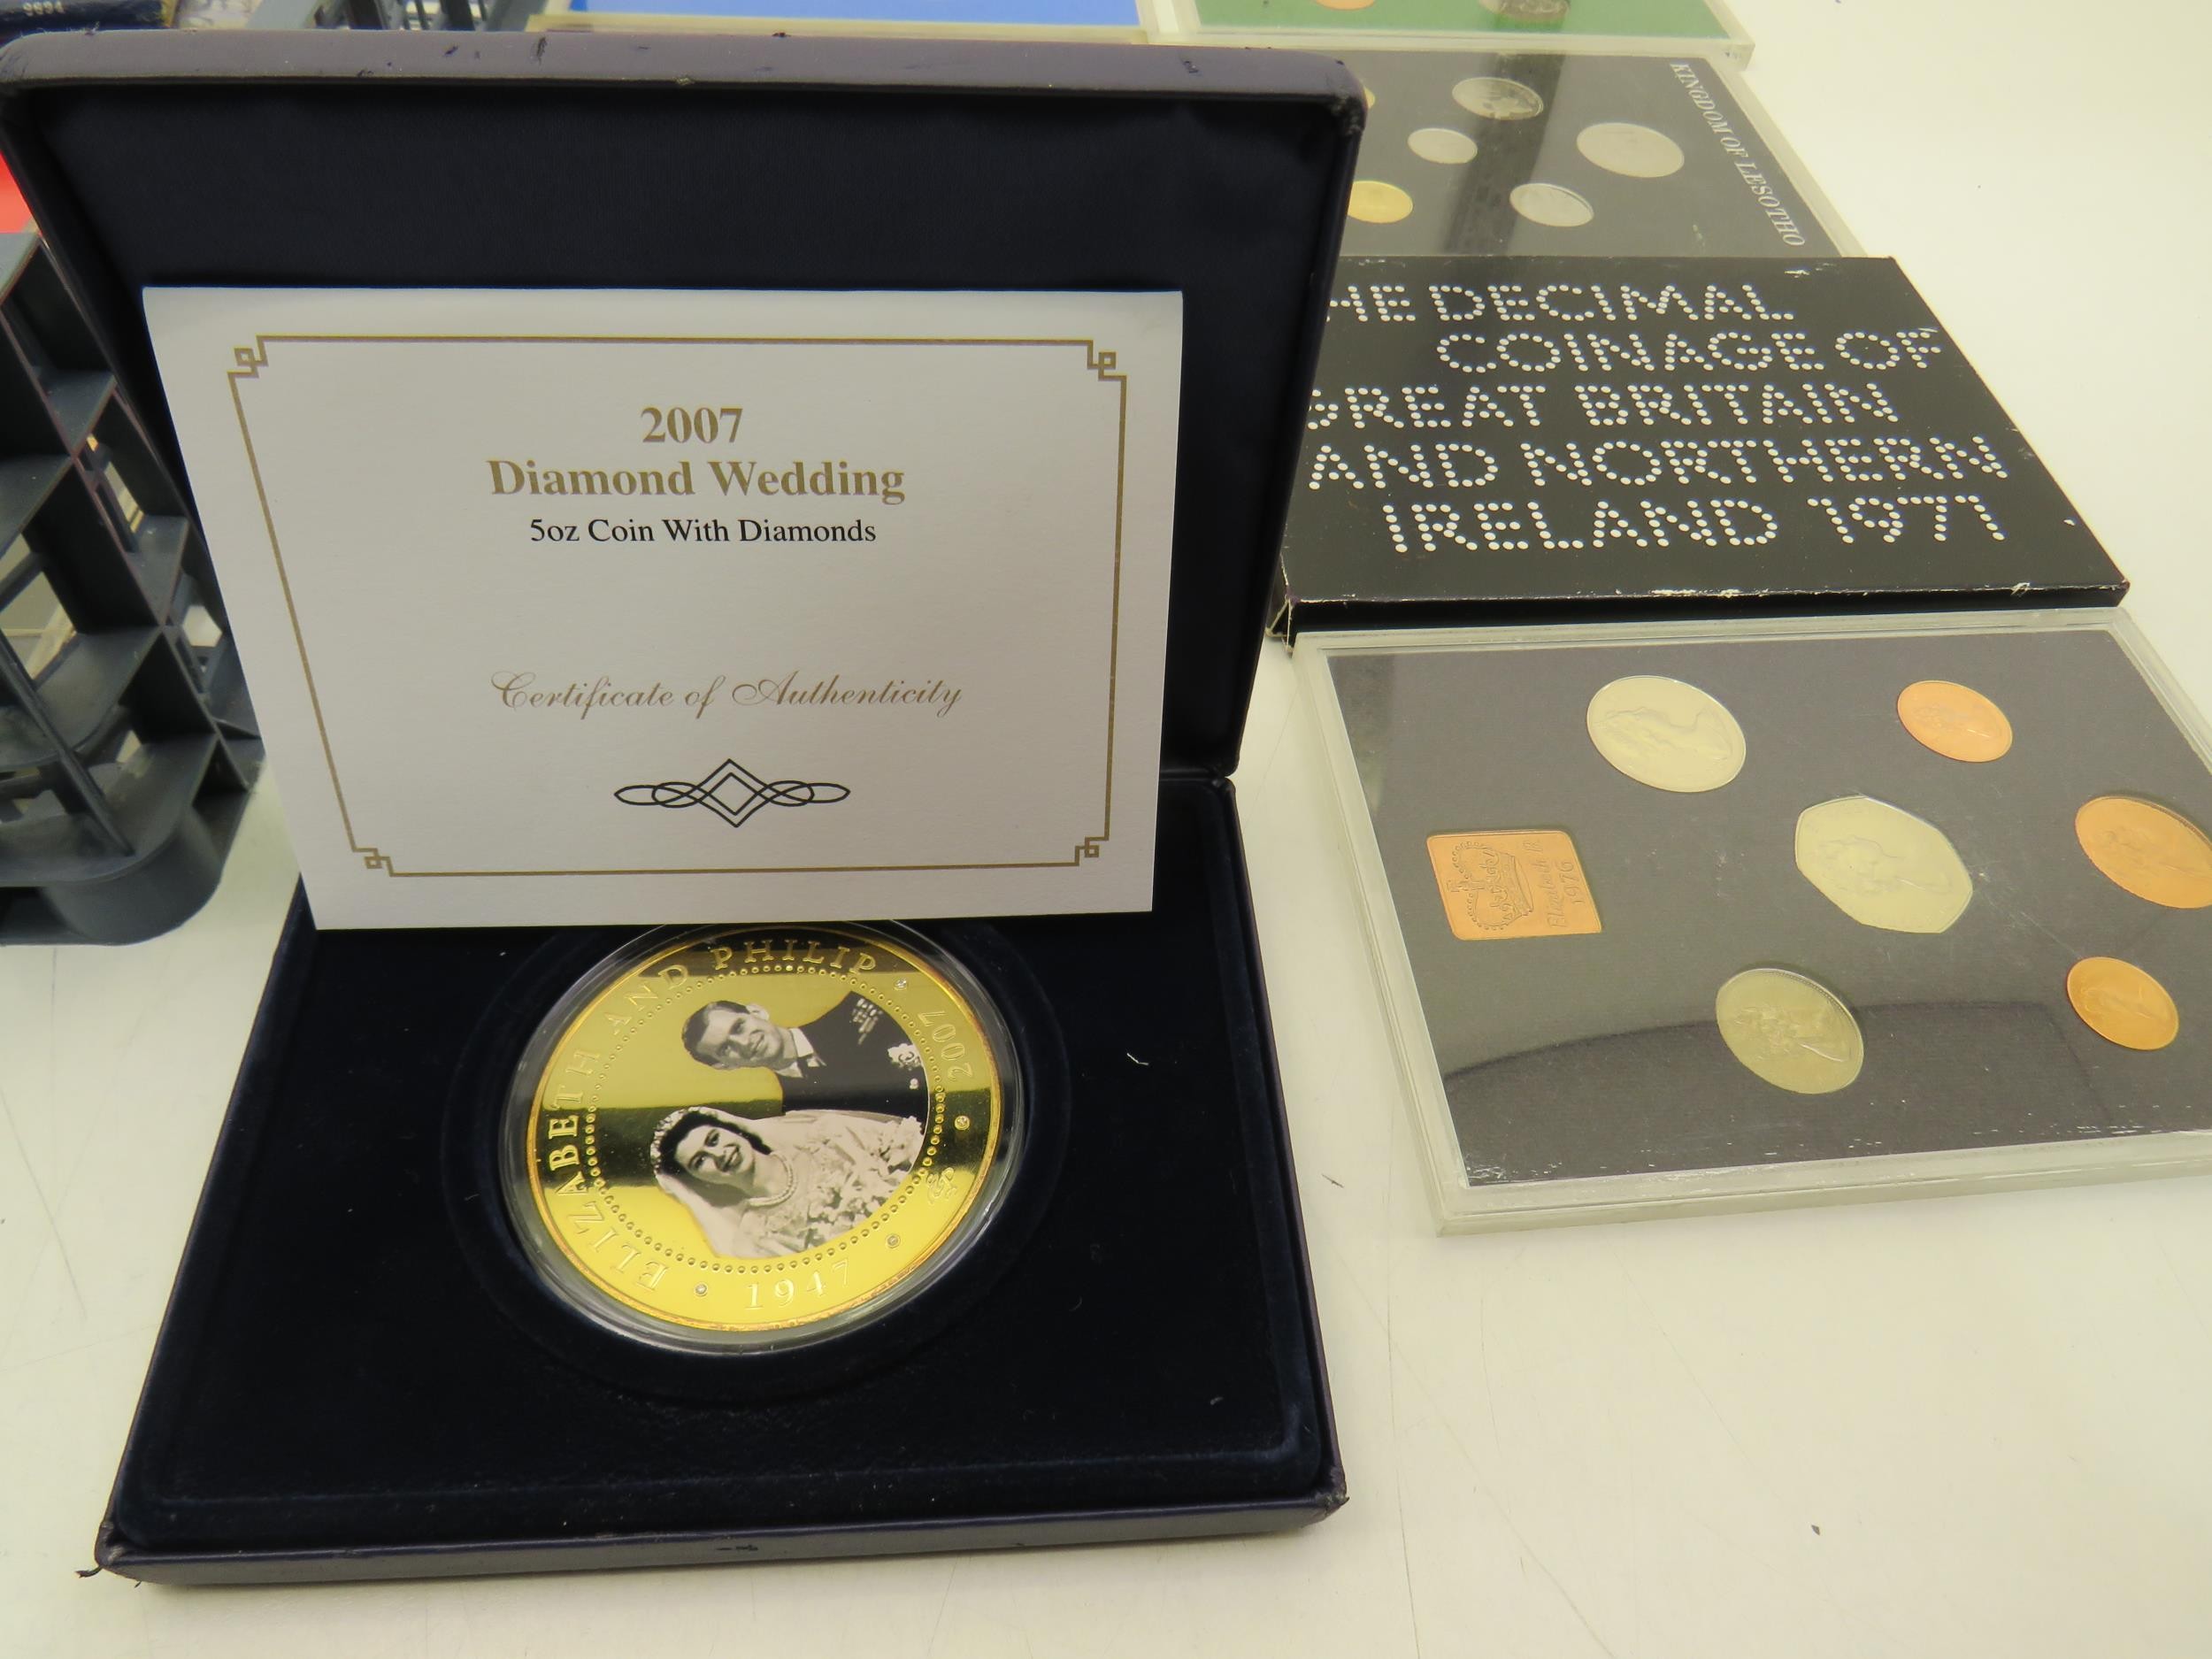 2007
Diamond Wedding
5oz Coin With Diamonds
Certificate of Authenticity
ELIZABETH AND PHILIP
2007
1947
KINGDOM OF LESOTHO
HE DECIMAL
COINAGE OF
GREAT BRITAIN
AND NORTHERN
IRELAND 1971
Elizabeth II
1976